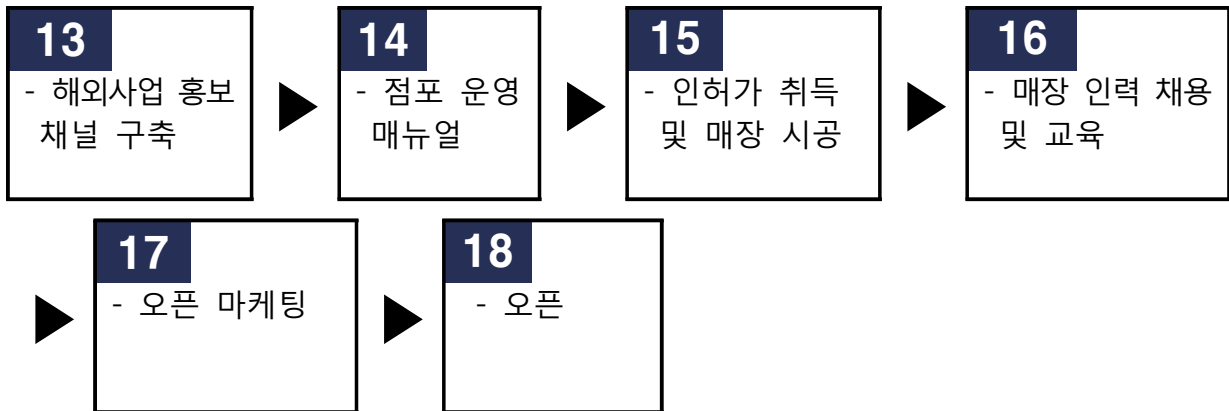 13
- 해외사업 홍보
채널 구축
14
- 점포 운영
매뉴얼
15
- 인허가 취득
및 매장 시공
16
- 매장 인력 채용
및 교육
17
- 오픈 마케팅
18
- 오픈